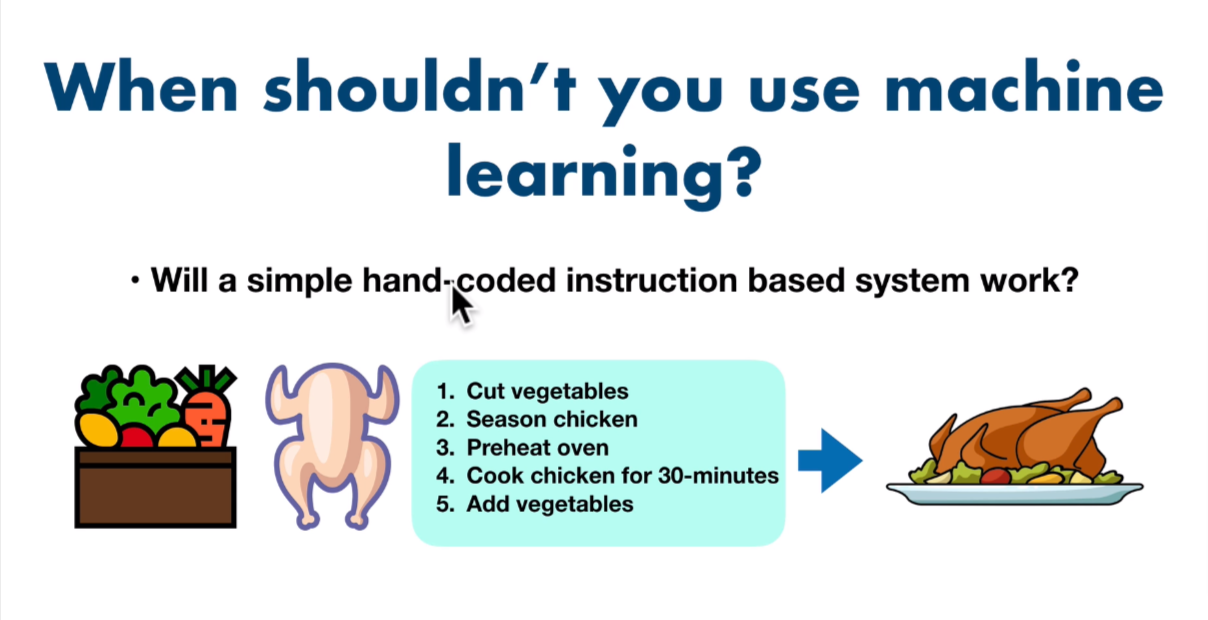 When shouldn’t you use machine
learning?
• Will a simple hand-coded instruction based system work?
1. Cut vegetables
2. Season chicken
3. Preheat oven
4. Cook chicken for 30-minutes
5. Add vegetables